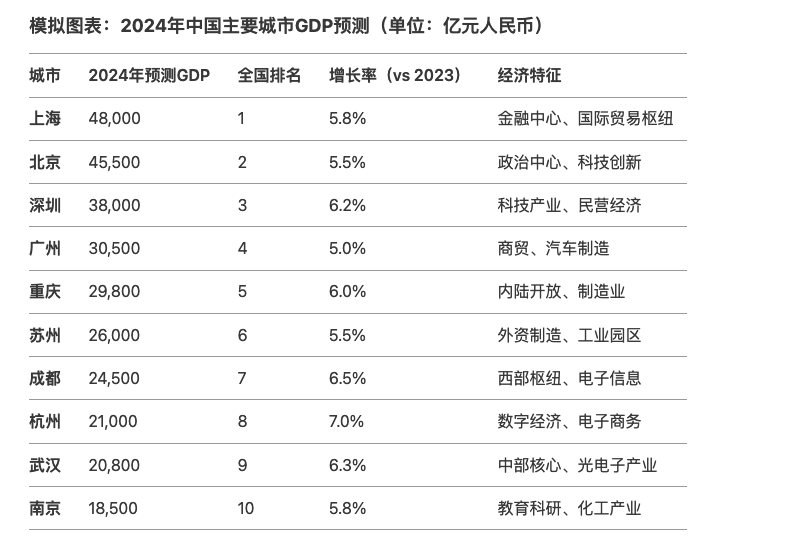 模拟图表：2024年中国主要城市GDP预测（单位：亿元人民币）
城市 2024年预测GDP 全国排名 增长率（vs 2023） 经济特征
上海 48,000 1 5.8% 金融中心、国际贸易枢纽
北京 45,500 2 5.5% 政治中心、科技创新
深圳 38,000 3 6.2% 科技产业、民营经济
广州 30,500 4 5.0% 商贸、汽车制造
重庆 29,800 5 6.0% 内陆开放、制造业
苏州 26,000 6 5.5% 外资制造、工业园区
成都 24,500 7 6.5% 西部枢纽、电子信息
杭州 21,000 8 7.0% 数字经济、电子商务
武汉 20,800 9 6.3% 中部核心、光电子产业
南京 18,500 10 5.8% 教育科研、化工产业